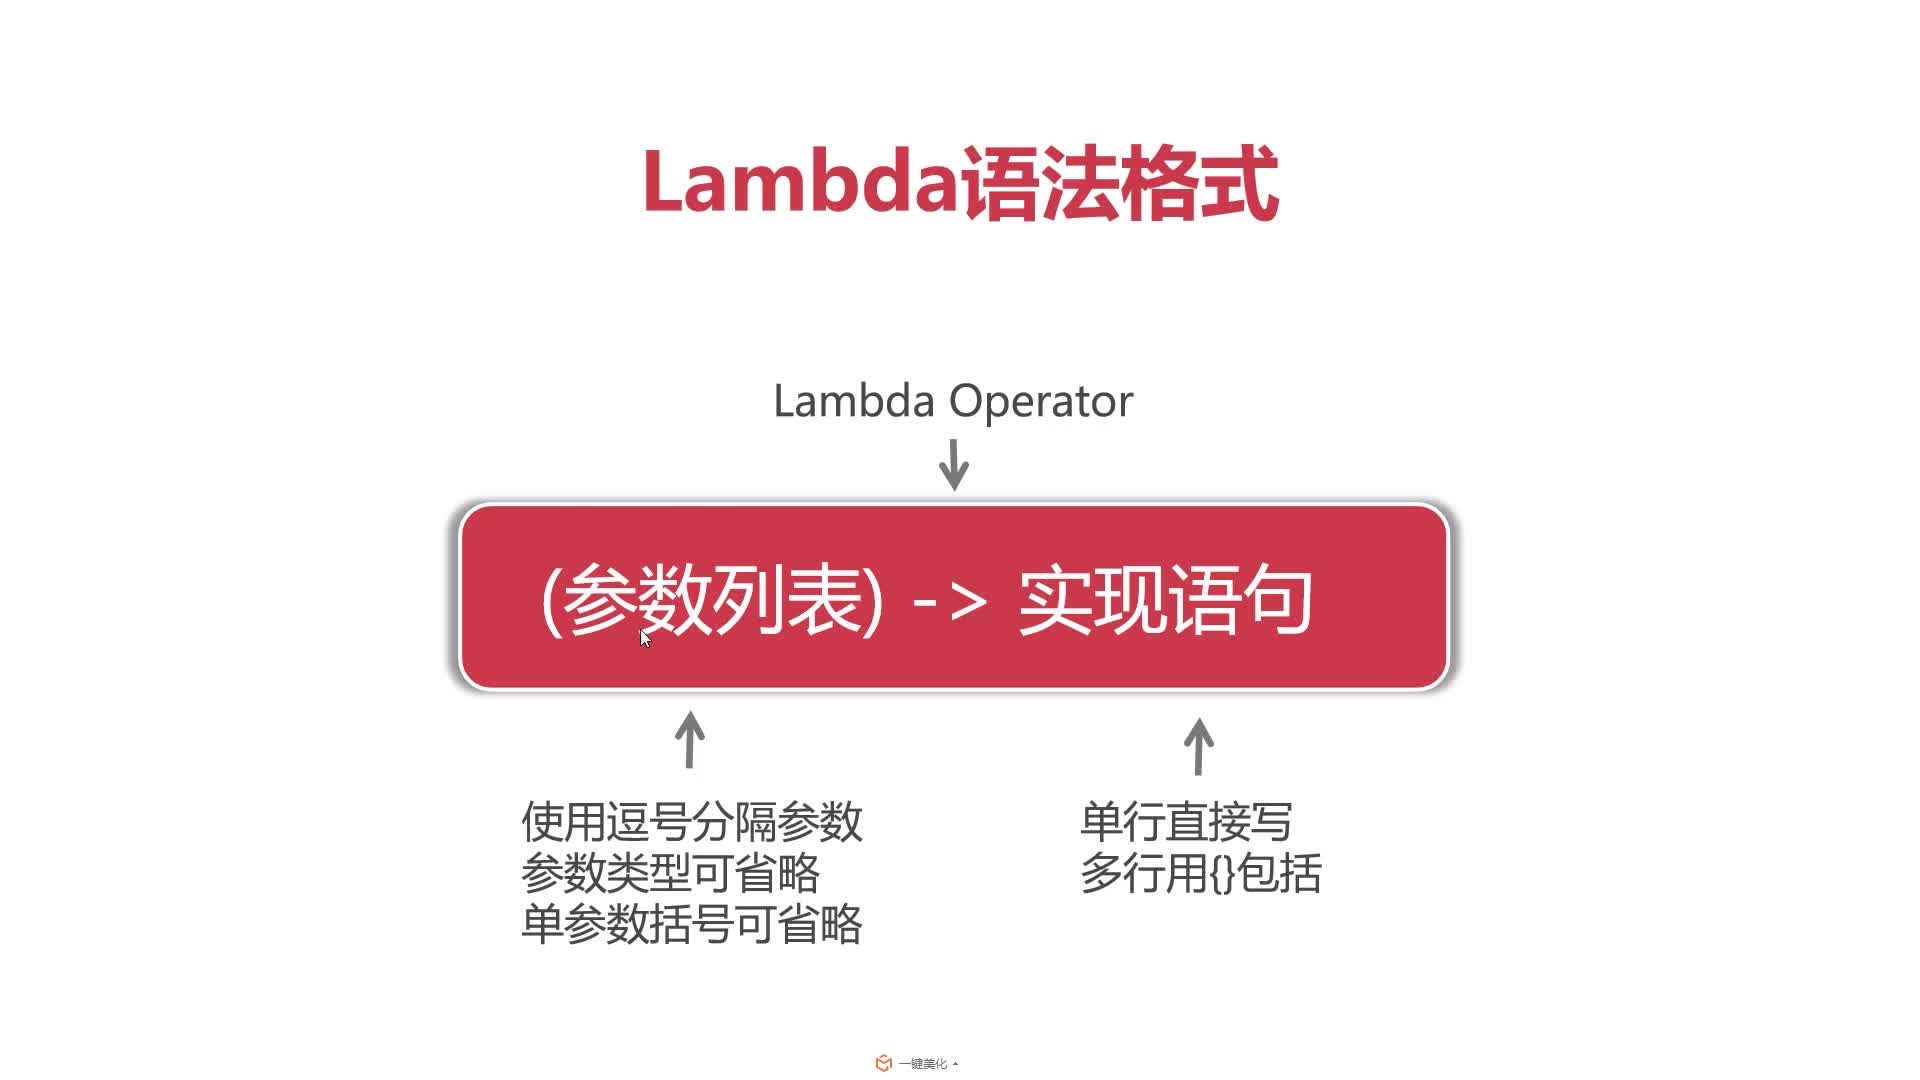 Lambda语法格式
Lambda Operator
(参数列表) -> 实现语句
使用逗号分隔参数
参数类型可省略
单参数括号可省略
单行直接写
多行用{}包括
一键美化